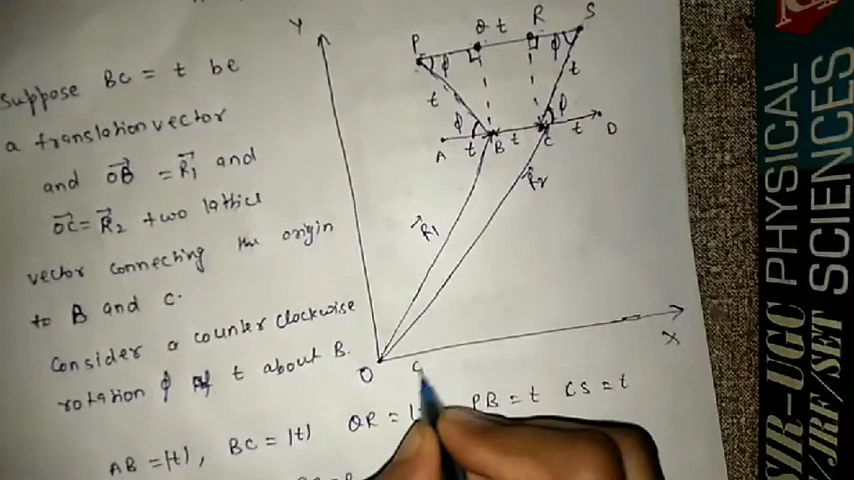 Suppose BC = t be
a translation vector
and OB = R1 and
OC = R2 two lattice
vector connecting the origin
to B and C.
Consider a counter clockwise
rotation ϕ of t about B.
AB = |t|, BC = |t| QR = |t PB = t CS = t
Y
P Q t R S
ϕ ϕ
t t
ϕ ϕ
A t B t C t D
R1
R2
O
X
PHYSICAL
SCIENCES
CSIR-UGC
/JRF/SET